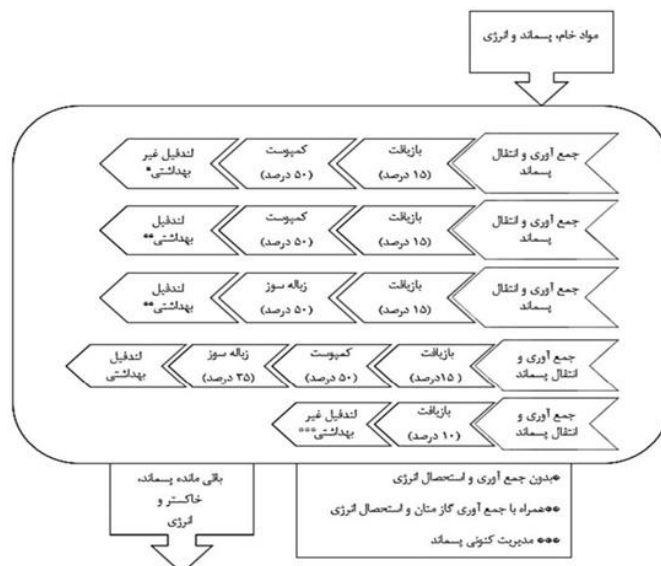 مواد خام، پسماند و انرژی
جمع آوری و انتقال
پسماند
بازیافت
(۱۵ درصد)
کمپوست
(۵۰ درصد)
لندفیل غیر
بهداشتی*
جمع آوری و انتقال
پسماند
بازیافت
(۱۵ درصد)
کمپوست
(۵۰ درصد)
لندفیل
بهداشتی**
جمع آوری و انتقال
پسماند
بازیافت
(۱۵ درصد)
زباله سوز
(۵۰ درصد)
لندفیل
بهداشتی**
جمع آوری و
انتقال پسماند
بازیافت
(۱۵درصد)
کمپوست
(۵۰ درصد)
زباله سوز
(۳۵ درصد)
لندفیل
بهداشتی
جمع آوری و
انتقال پسماند
بازیافت
(۱۰ درصد)
لندفیل غیر
بهداشتی***
*بدون جمع آوری و استحصال انرژی
**همراه با جمع آوری گاز متان و استحصال انرژی
*** مدیریت کنونی پسماند
باقی مانده پسماند،
خاکستر و
انرژی